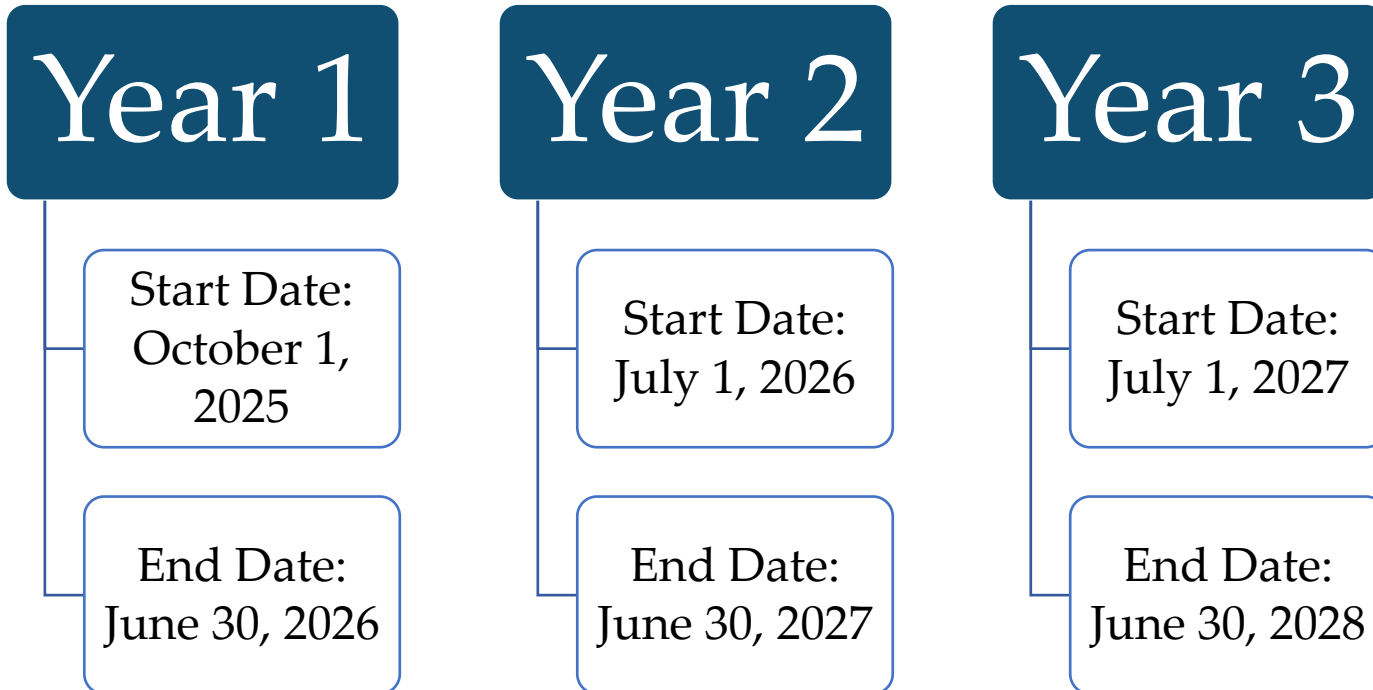 Year 1
Start Date:
October 1,
2025
End Date:
June 30, 2026
Year 2
Start Date:
July 1, 2026
End Date:
June 30, 2027
Year 3
Start Date:
July 1, 2027
End Date:
June 30, 2028